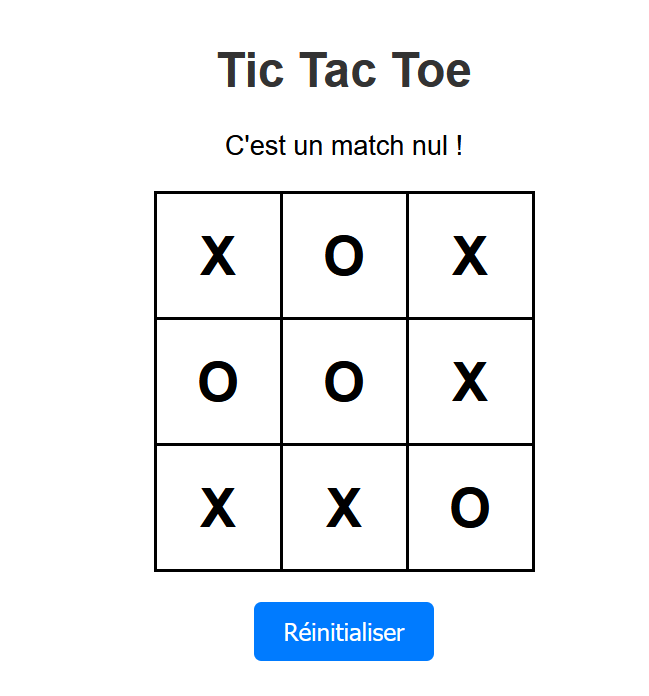 Tic Tac Toe
C'est un match nul !
X O X
O O X
X X O
Réinitialiser